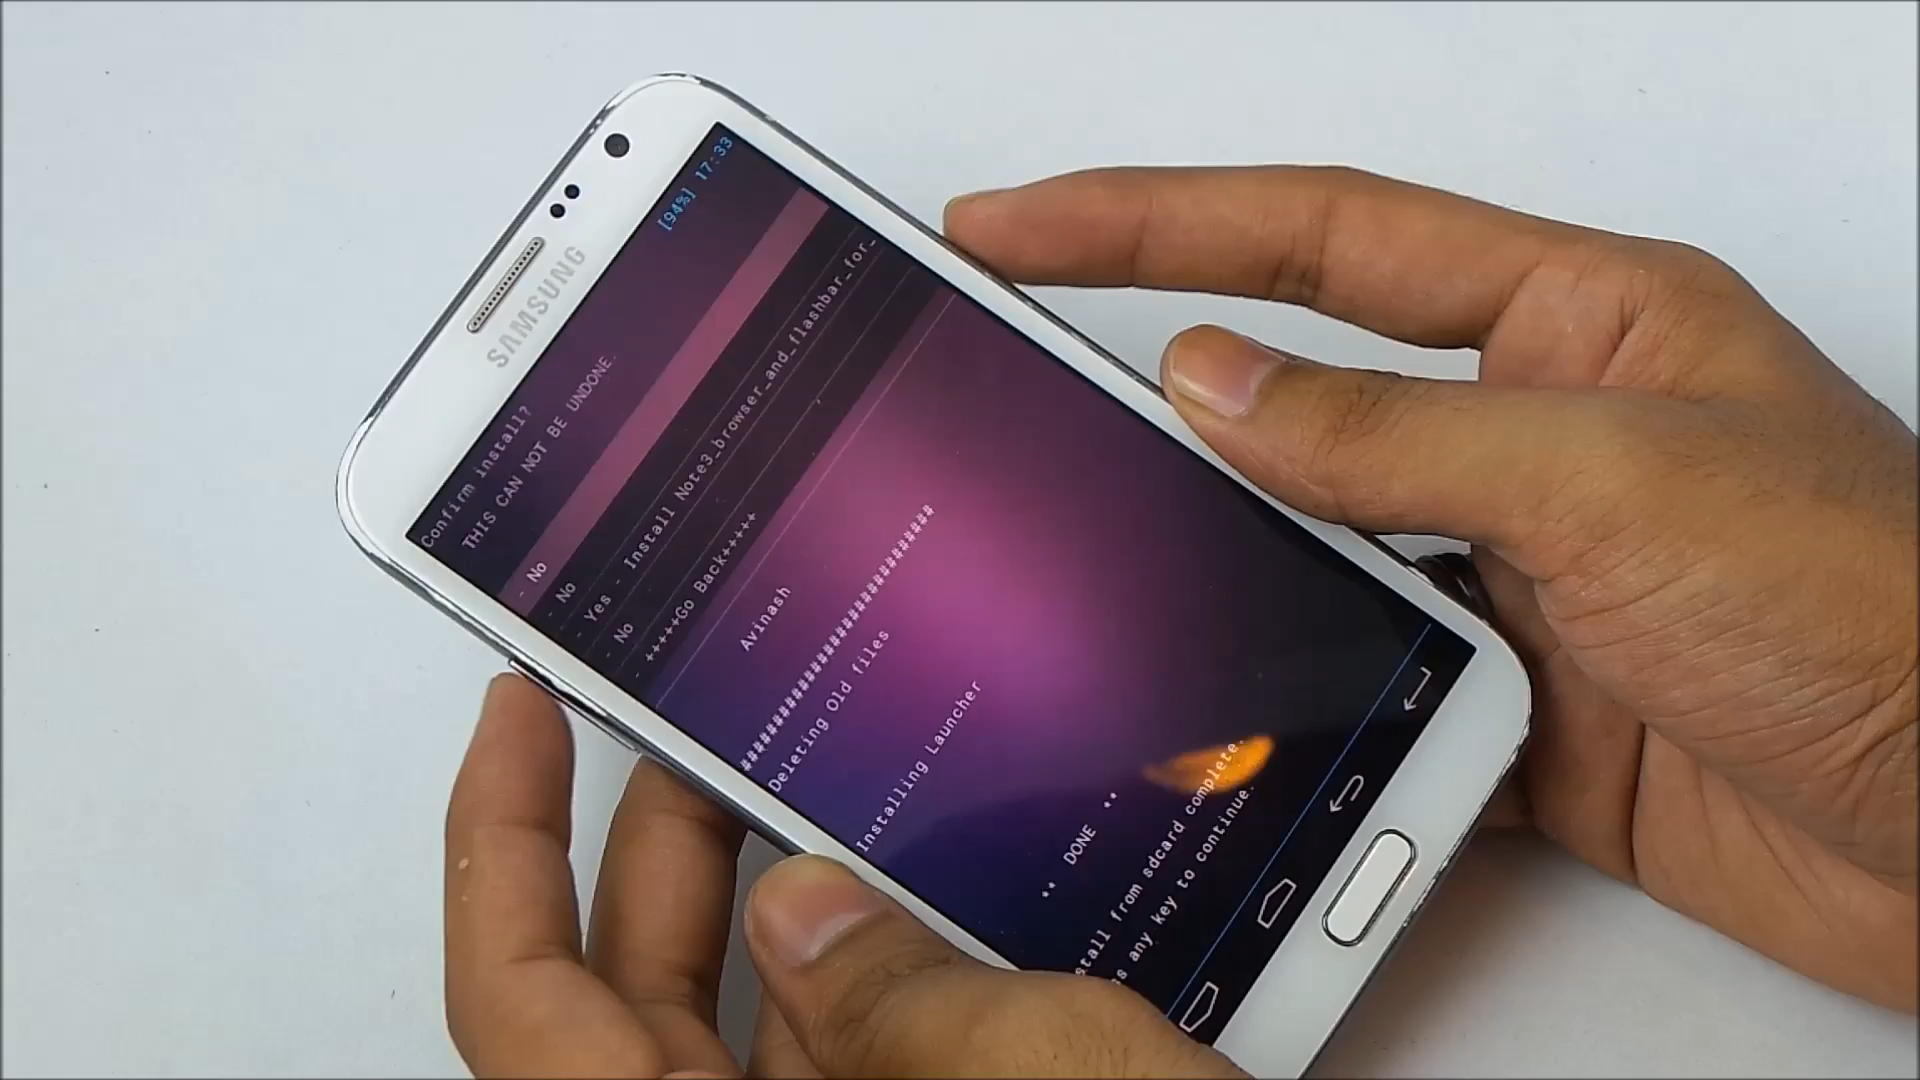 SAMSUNG
[94%] 17:33
Confirm install?
THIS CAN NOT BE UNDONE.
- No
- No
- Yes - Install Note3_browser_and_flashbar_for_
- No
- +++++Go Back+++++
Avinash
################################
Deleting Old files
Installing Launcher
** DONE **
stall from sdcard complete.
any key to continue.